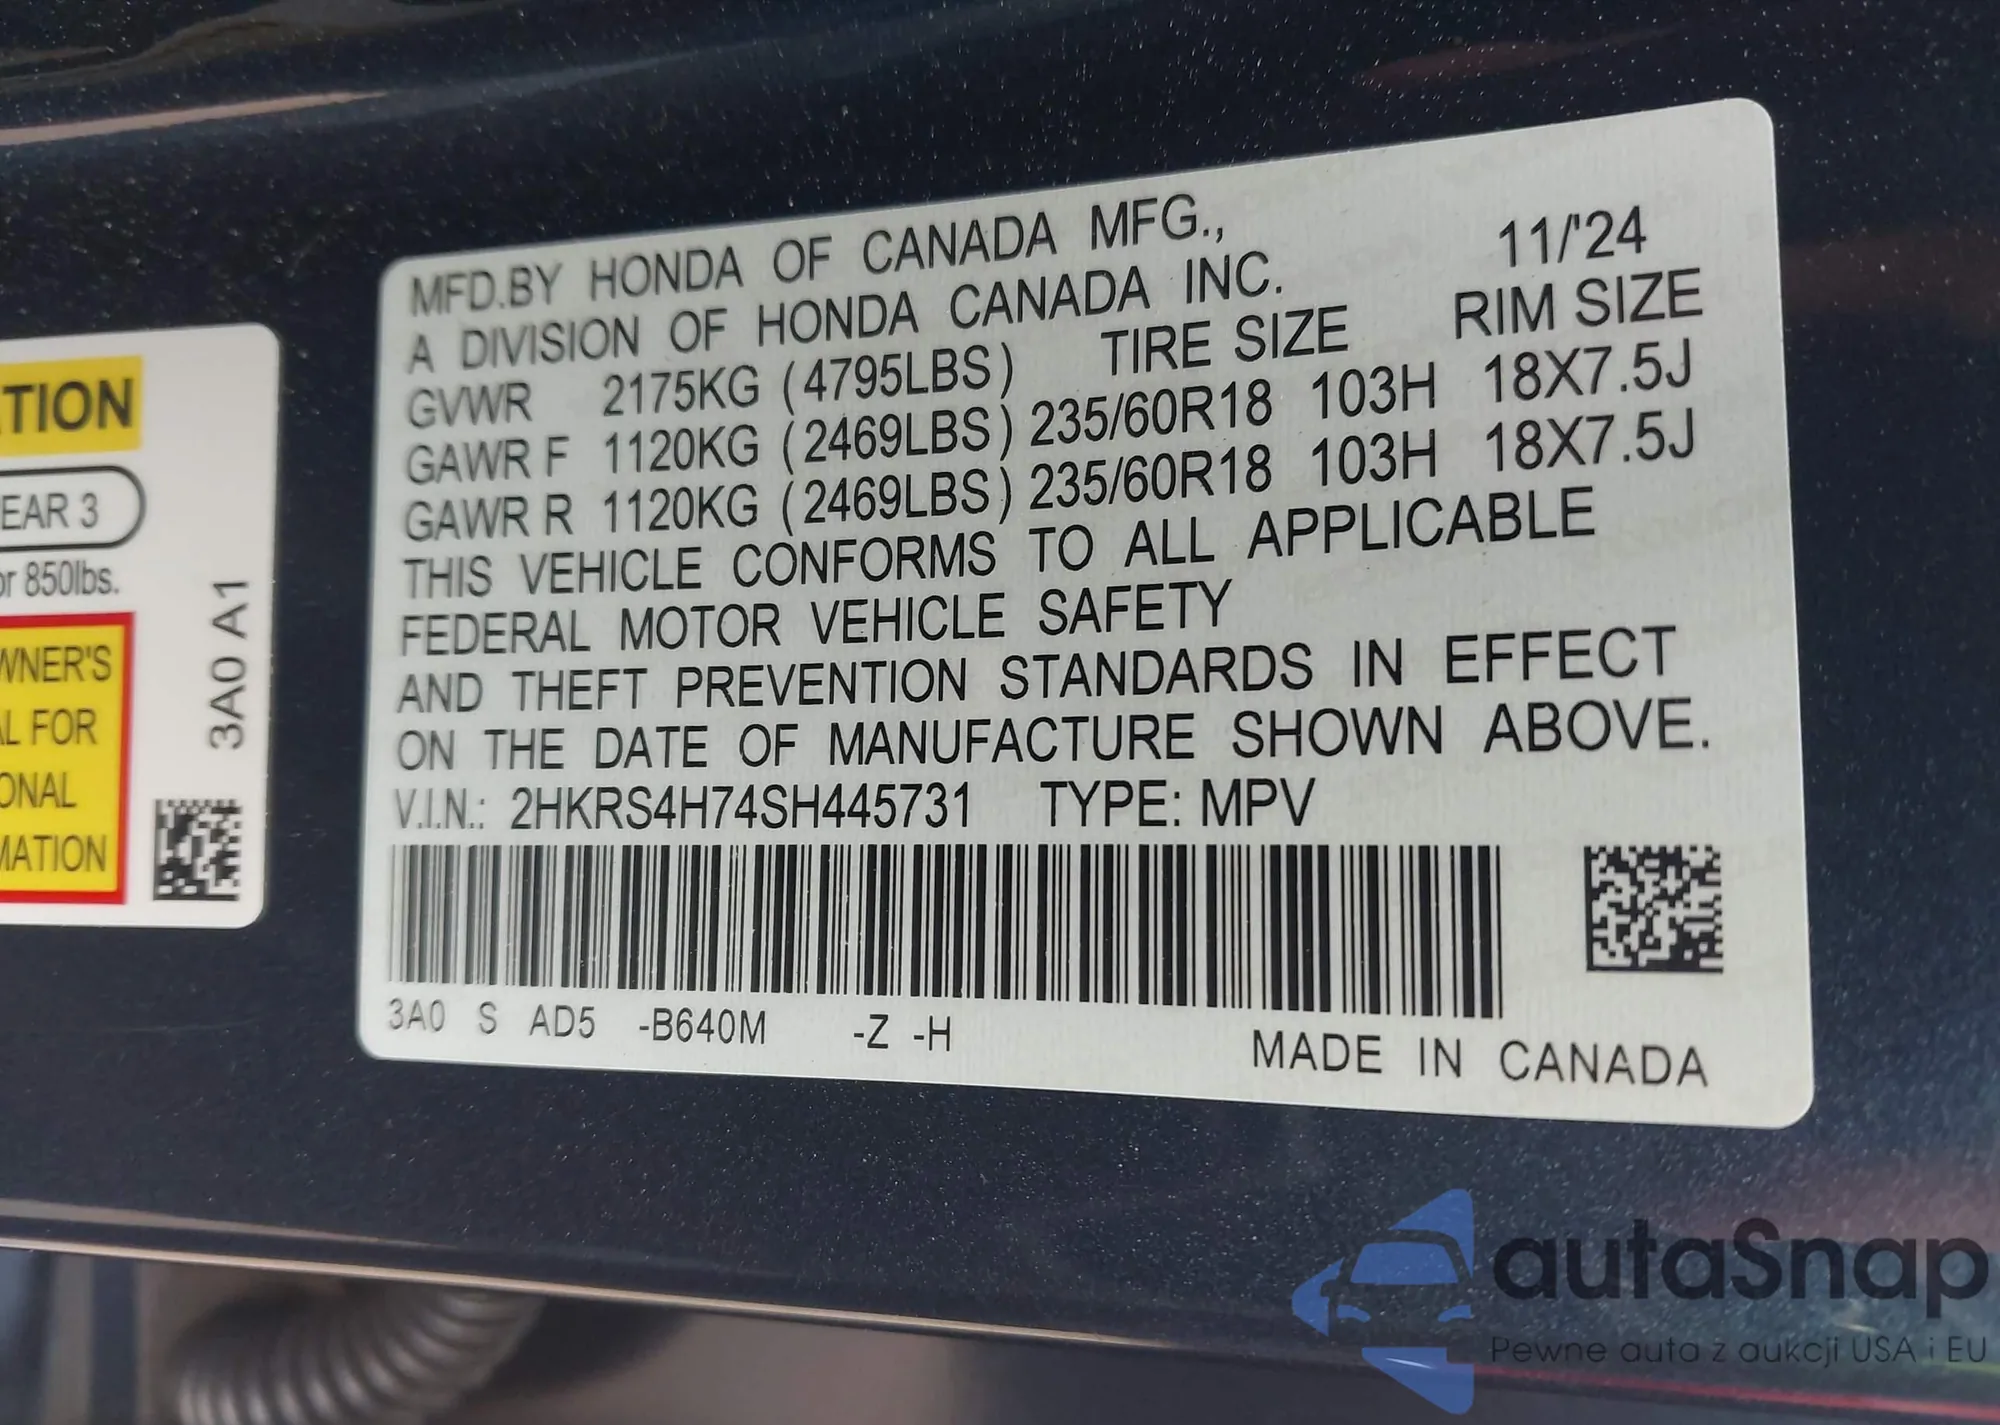 TION
EAR 3
or 850lbs.
WNER'S
AL FOR
ONAL
MATION
3A0 A1
MFD.BY HONDA OF CANADA MFG., 11/'24
A DIVISION OF HONDA CANADA INC.
TIRE SIZE RIM SIZE
GVWR 2175KG (4795LBS)
GAWR F 1120KG (2469LBS) 235/60R18 103H 18X7.5J
GAWR R 1120KG (2469LBS) 235/60R18 103H 18X7.5J
THIS VEHICLE CONFORMS TO ALL APPLICABLE
FEDERAL MOTOR VEHICLE SAFETY
AND THEFT PREVENTION STANDARDS IN EFFECT
ON THE DATE OF MANUFACTURE SHOWN ABOVE.
V.I.N.: 2HKRS4H74SH445731 TYPE: MPV
3A0 S AD5 -B640M -Z -H
MADE IN CANADA
autaSnap
Pewne auta z aukcji USA i EU